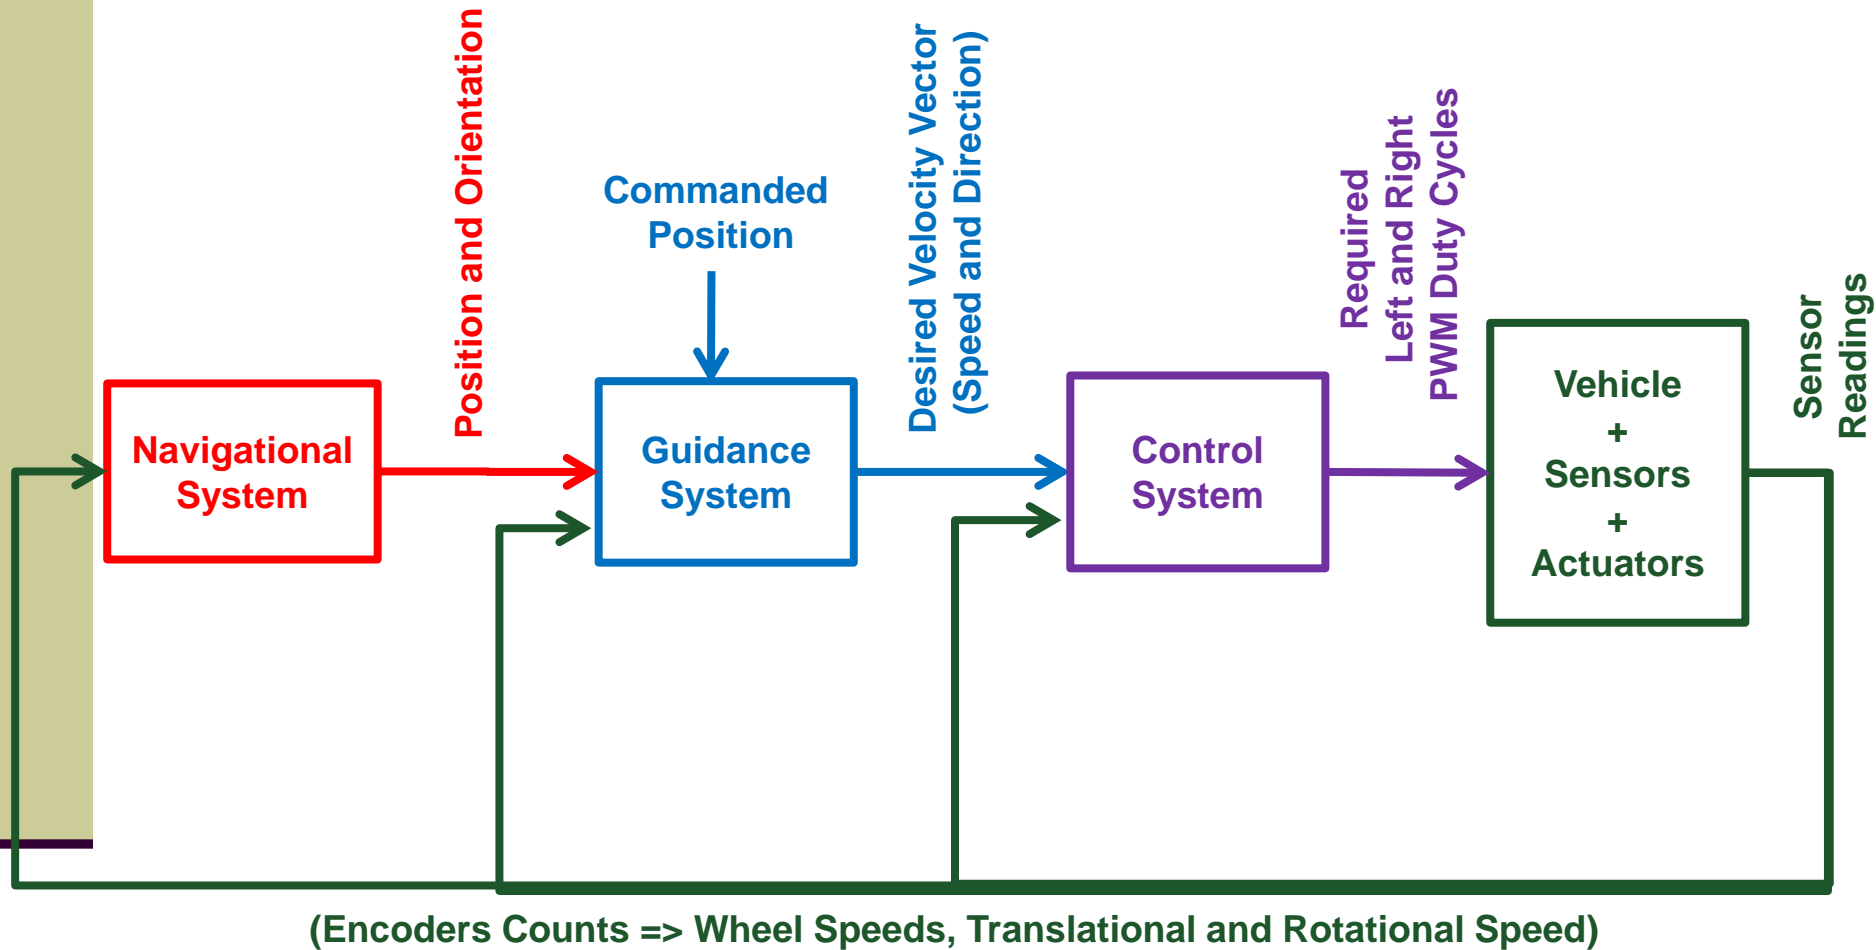 Position and Orientation
Commanded
Position
Desired Velocity Vector
(Speed and Direction)
Required
Left and Right
PWM Duty Cycles
Sensor
Readings
Navigational
System
Guidance
System
Control
System
Vehicle
+
Sensors
+
Actuators
(Encoders Counts => Wheel Speeds, Translational and Rotational Speed)